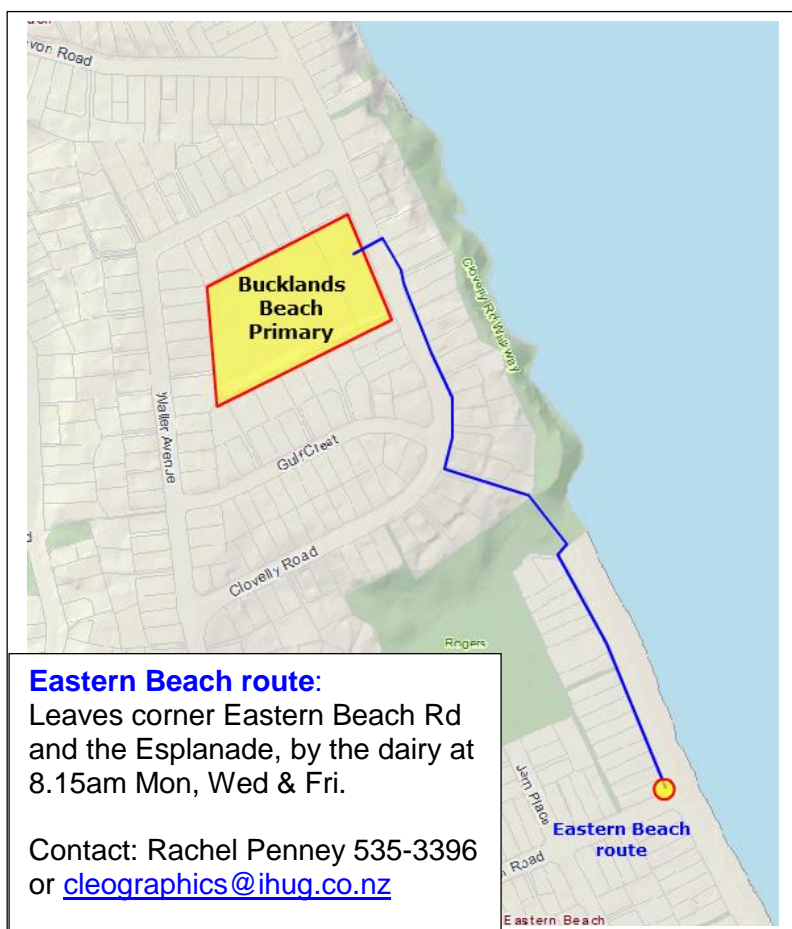 von Road
Bucklands
Beach
Primary
Clovelly Rd Walkway
Waller Avenue
Gulf Crest
Clovelly Road
Rogers
Eastern Beach route:
Leaves corner Eastern Beach Rd
and the Esplanade, by the dairy at
8.15am Mon, Wed & Fri.
Contact: Rachel Penney 535-3396
or cleographics@ihug.co.nz
Place
Eastern Beach
route
Road
Eastern Beach